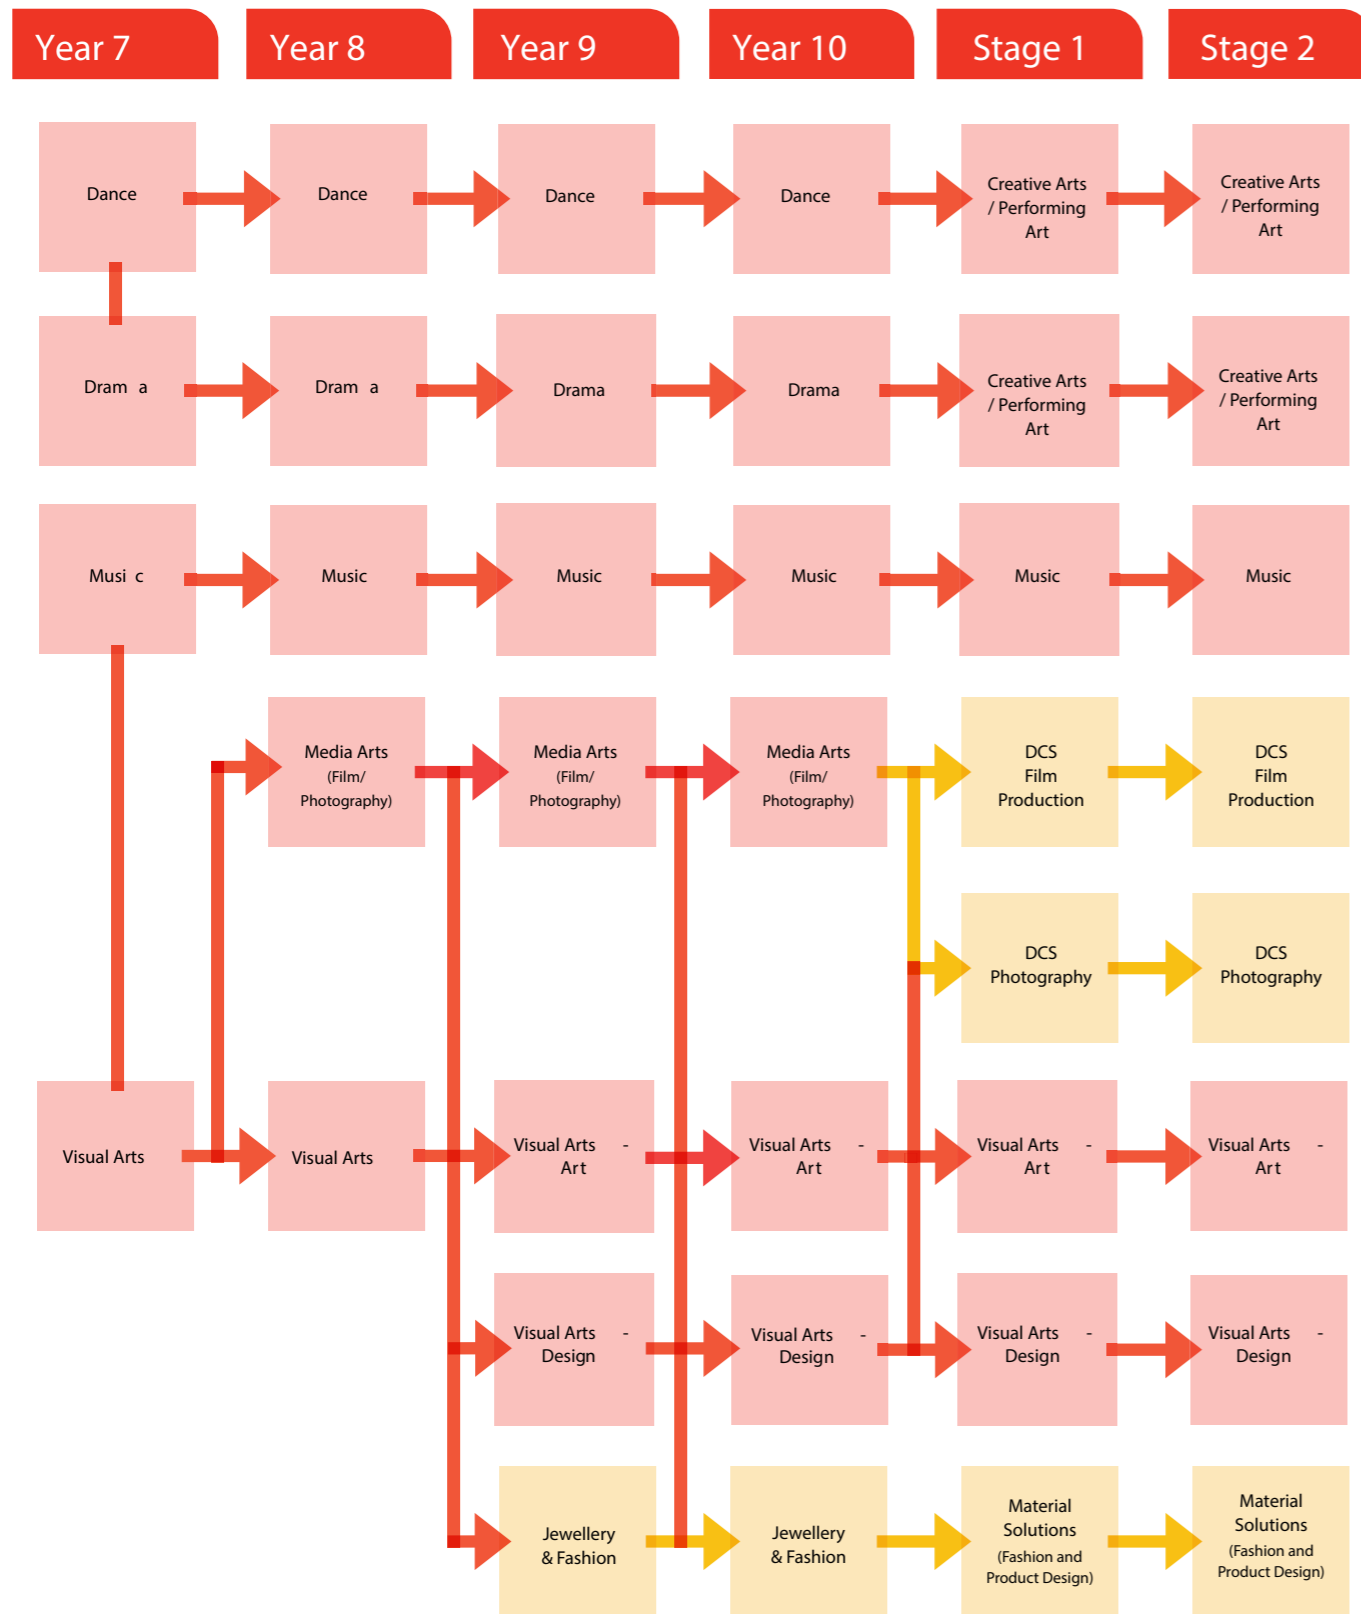 Year 7
Year 8
Year 9
Year 10
Stage 1
Stage 2
Dance
Dance
Dance
Dance
Creative Arts
/ Performing
Art
Creative Arts
/ Performing
Art
Dram a
Dram a
Drama
Drama
Creative Arts
/ Performing
Art
Creative Arts
/ Performing
Art
Musi c
Music
Music
Music
Music
Music
Media Arts
(Film/
Photography)
Media Arts
(Film/
Photography)
Media Arts
(Film/
Photography)
DCS
Film
Production
DCS
Film
Production
DCS
Photography
DCS
Photography
Visual Arts
Visual Arts
Visual Arts -
Art
Visual Arts -
Art
Visual Arts -
Art
Visual Arts -
Art
Visual Arts -
Design
Visual Arts -
Design
Visual Arts -
Design
Visual Arts -
Design
Jewellery
& Fashion
Jewellery
& Fashion
Material
Solutions
(Fashion and
Product Design)
Material
Solutions
(Fashion and
Product Design)